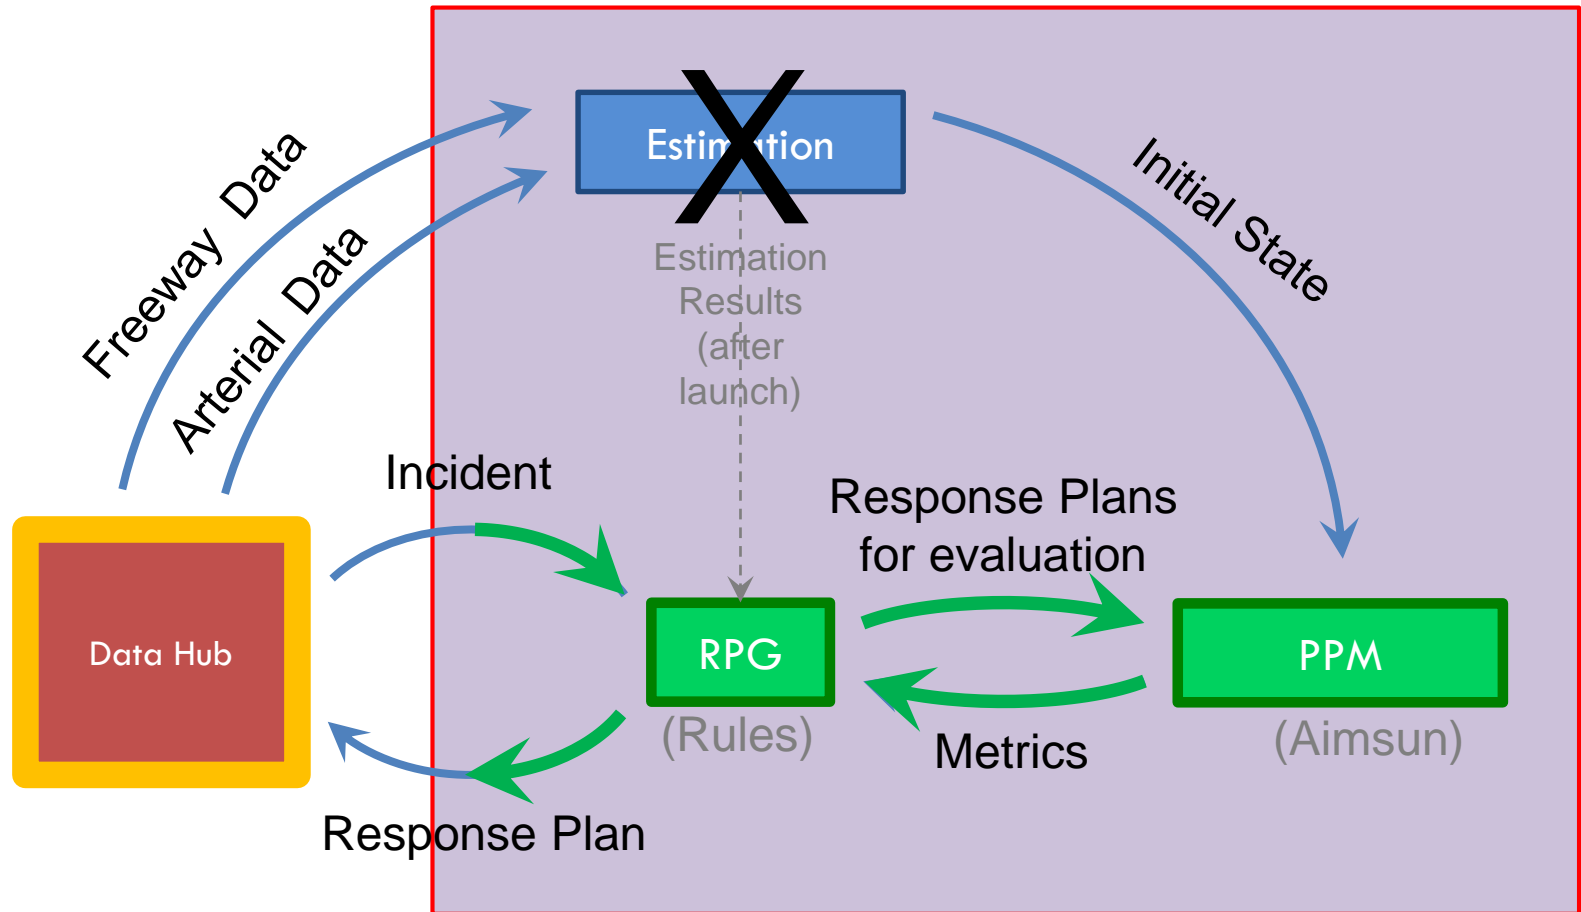 Freeway Data
Arterial Data
Estimation
Initial State
Estimation
Results
(after
launch)
Incident
Response Plans
for evaluation
Data Hub
RPG
PPM
(Rules)
(Aimsun)
Metrics
Response Plan